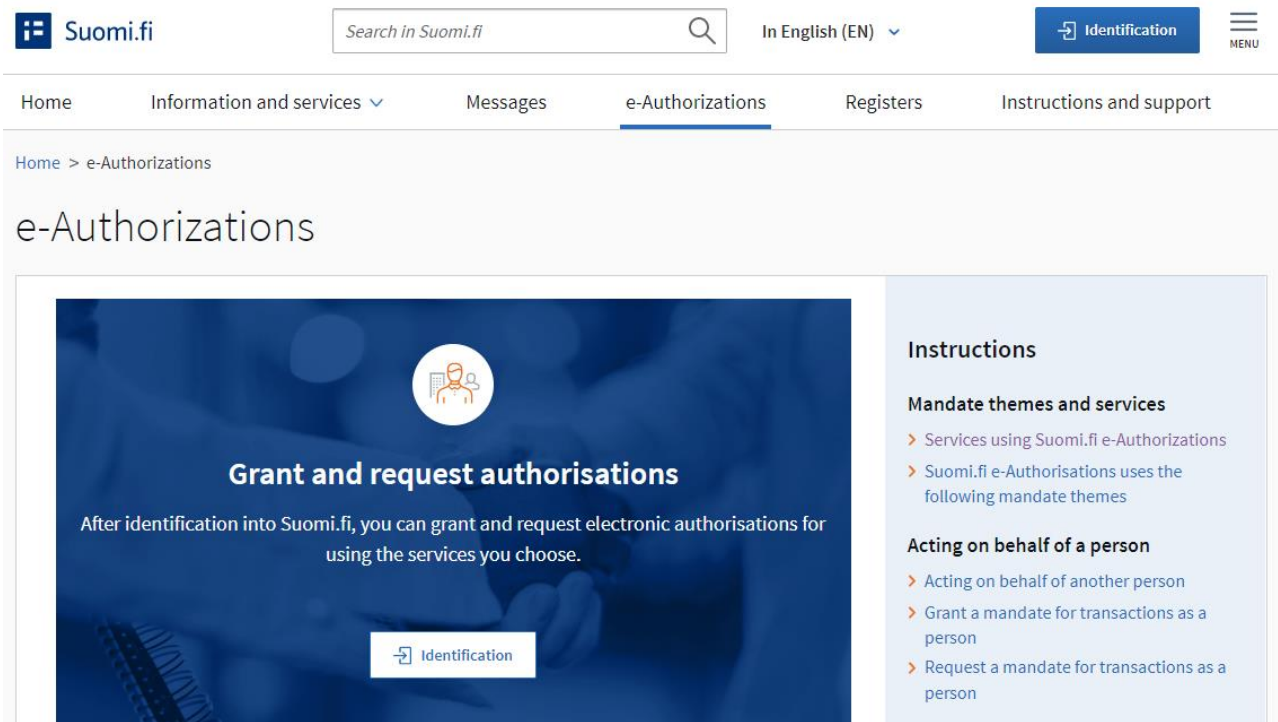 Suomi.fi
Search in Suomi.fi
In English (EN)
Identification
MENU
Home
Information and services
Messages
e-Authorizations
Registers
Instructions and support
Home > e-Authorizations
e-Authorizations
Grant and request authorisations
After identification into Suomi.fi, you can grant and request electronic authorisations for
using the services you choose.
Identification
Instructions
Mandate themes and services
Services using Suomi.fi e-Authorizations
Suomi.fi e-Authorisations uses the
following mandate themes
Acting on behalf of a person
Acting on behalf of another person
Grant a mandate for transactions as a
person
Request a mandate for transactions as a
person